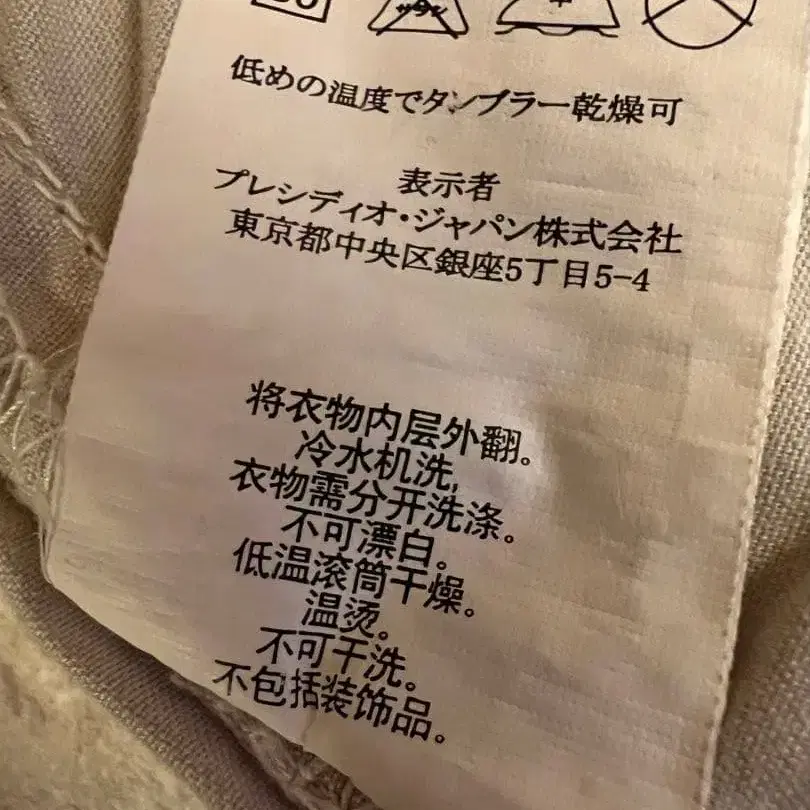 低めの温度でタンブラー乾燥可
表示者
プレシディオ・ジャパン株式会社
東京都中央区銀座5丁目5-4
将衣物内层外翻。
冷水机洗,
衣物需分开洗涤。
不可漂白。
低温滚筒干燥。
温烫。
不可干洗。
不包括装饰品。